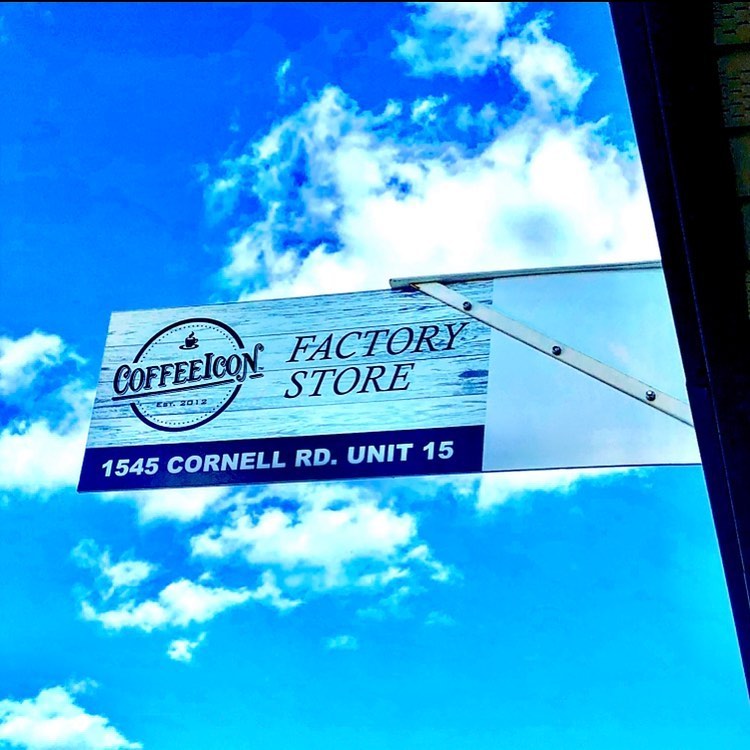 COFFEEICON
EST. 2012
FACTORY
STORE
1545 CORNELL RD. UNIT 15